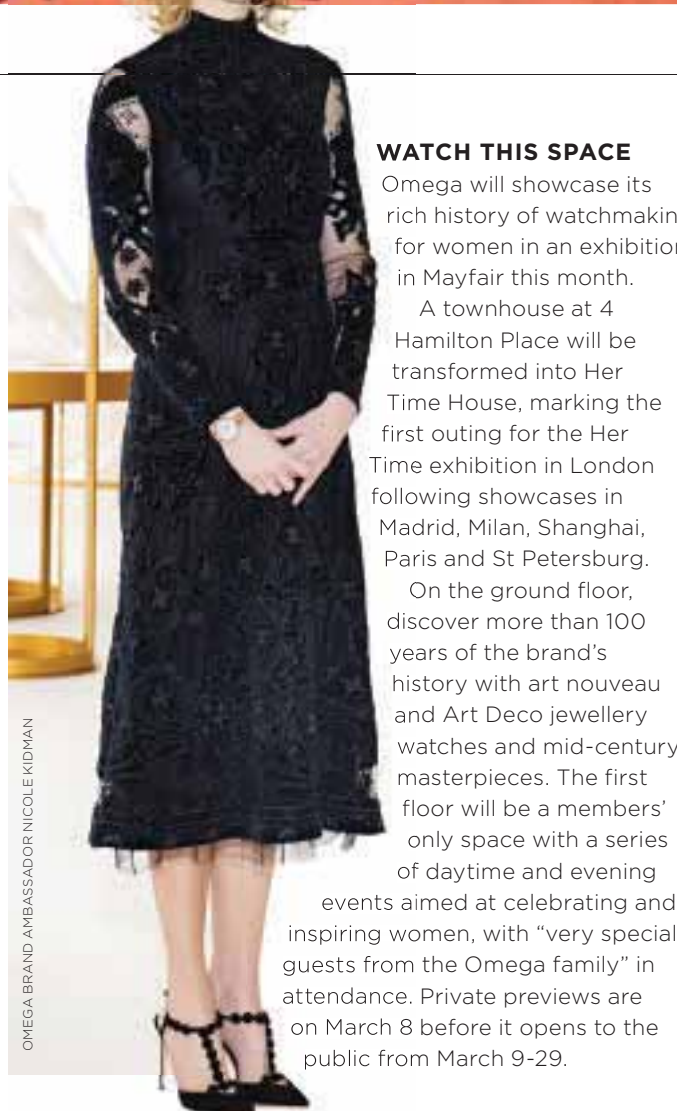 WATCH THIS SPACE
Omega will showcase its
rich history of watchmakin
for women in an exhibition
in Mayfair this month.
A townhouse at 4
Hamilton Place will be
transformed into Her
Time House, marking the
first outing for the Her
Time exhibition in London
following showcases in
Madrid, Milan, Shanghai,
Paris and St Petersburg.
On the ground floor,
discover more than 100
years of the brand’s
history with art nouveau
and Art Deco jewellery
watches and mid-century
masterpieces. The first
floor will be a members’
only space with a series
of daytime and evening
events aimed at celebrating and
inspiring women, with “very special
guests from the Omega family” in
attendance. Private previews are
on March 8 before it opens to the
public from March 9-29.
OMEGA BRAND AMBASSADOR NICOLE KIDMAN